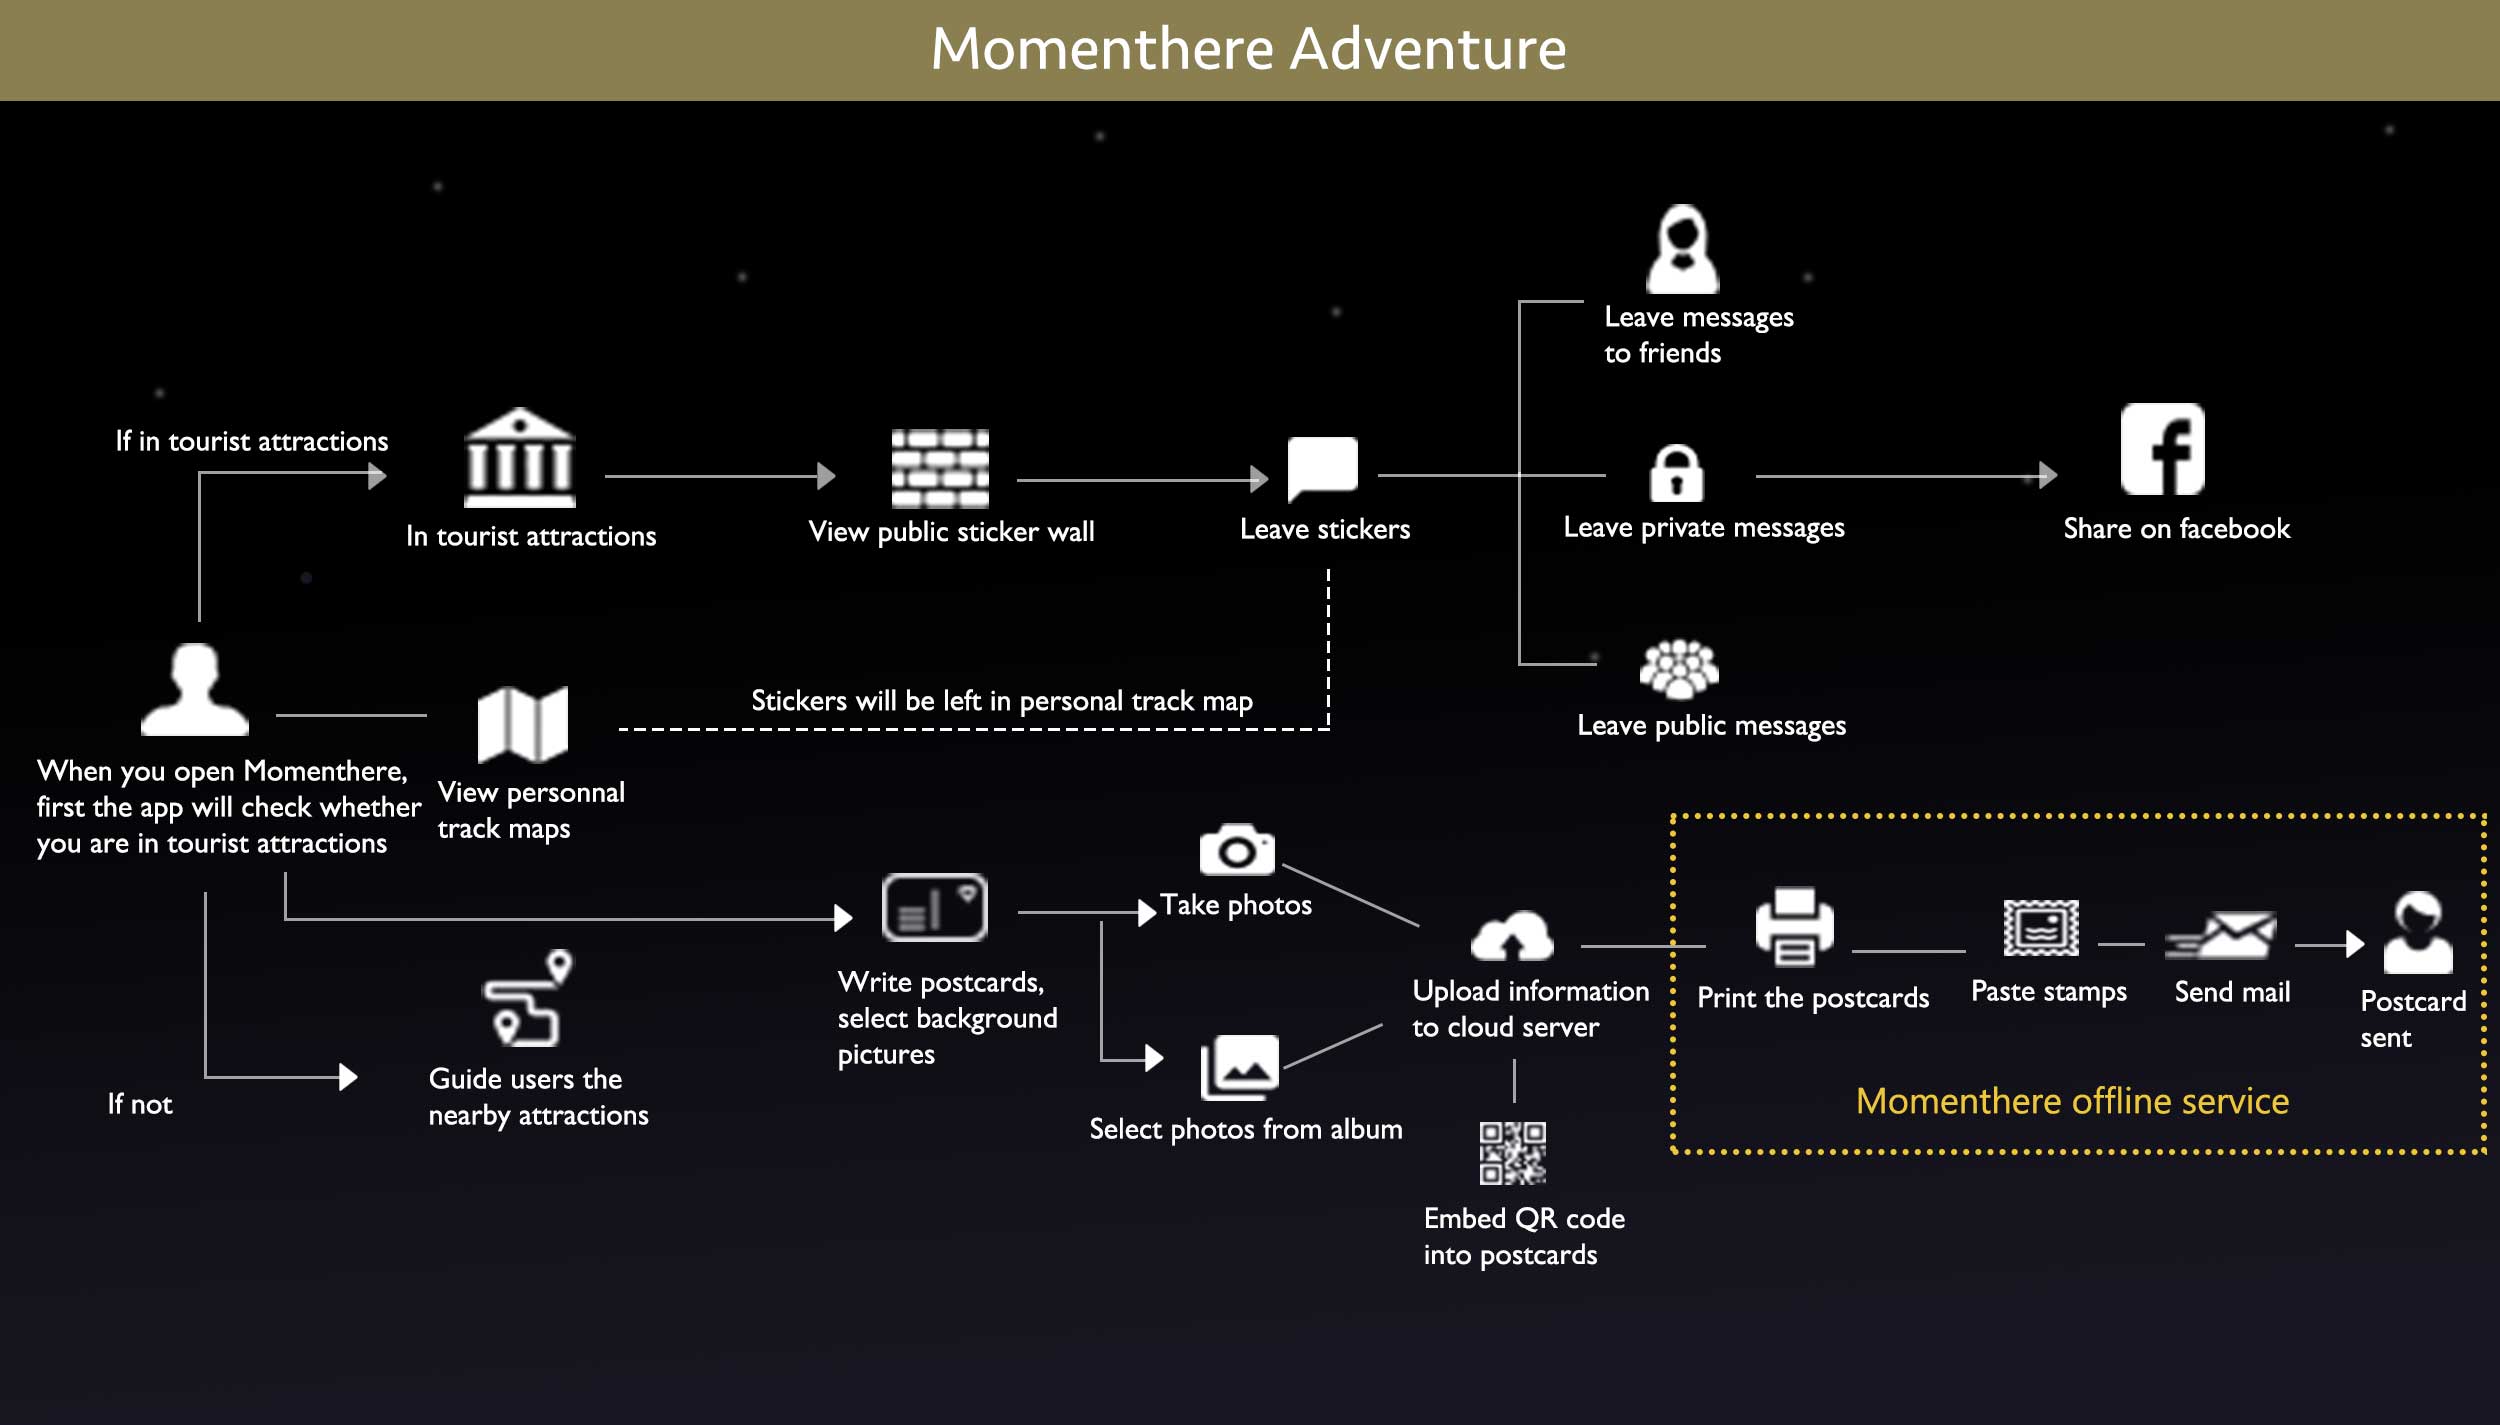 Momenthere Adventure
Leave messages
to friends
If in tourist attractions
In tourist attractions
View public sticker wall
Leave stickers
Leave private messages
Share on facebook
Stickers will be left in personal track map
Leave public messages
When you open Momenthere,
first the app will check whether
you are in tourist attractions
View personnal
track maps
Take photos
Write postcards,
select background
pictures
Upload information
to cloud server
Print the postcards
Paste stamps
Send mail
Postcard
sent
If not
Guide users the
nearby attractions
Select photos from album
Momenthere offline service
Embed QR code
into postcards